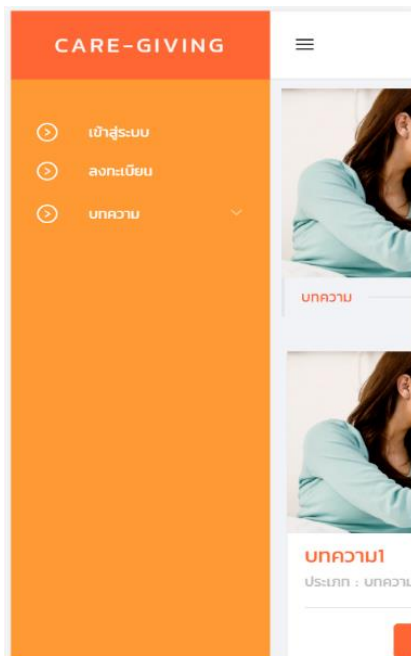 CARE-GIVING
เข้าสู่ระบบ
ลงทะเบียน
บทความ
บทความ
บทความ1
ประเภท : บทความ